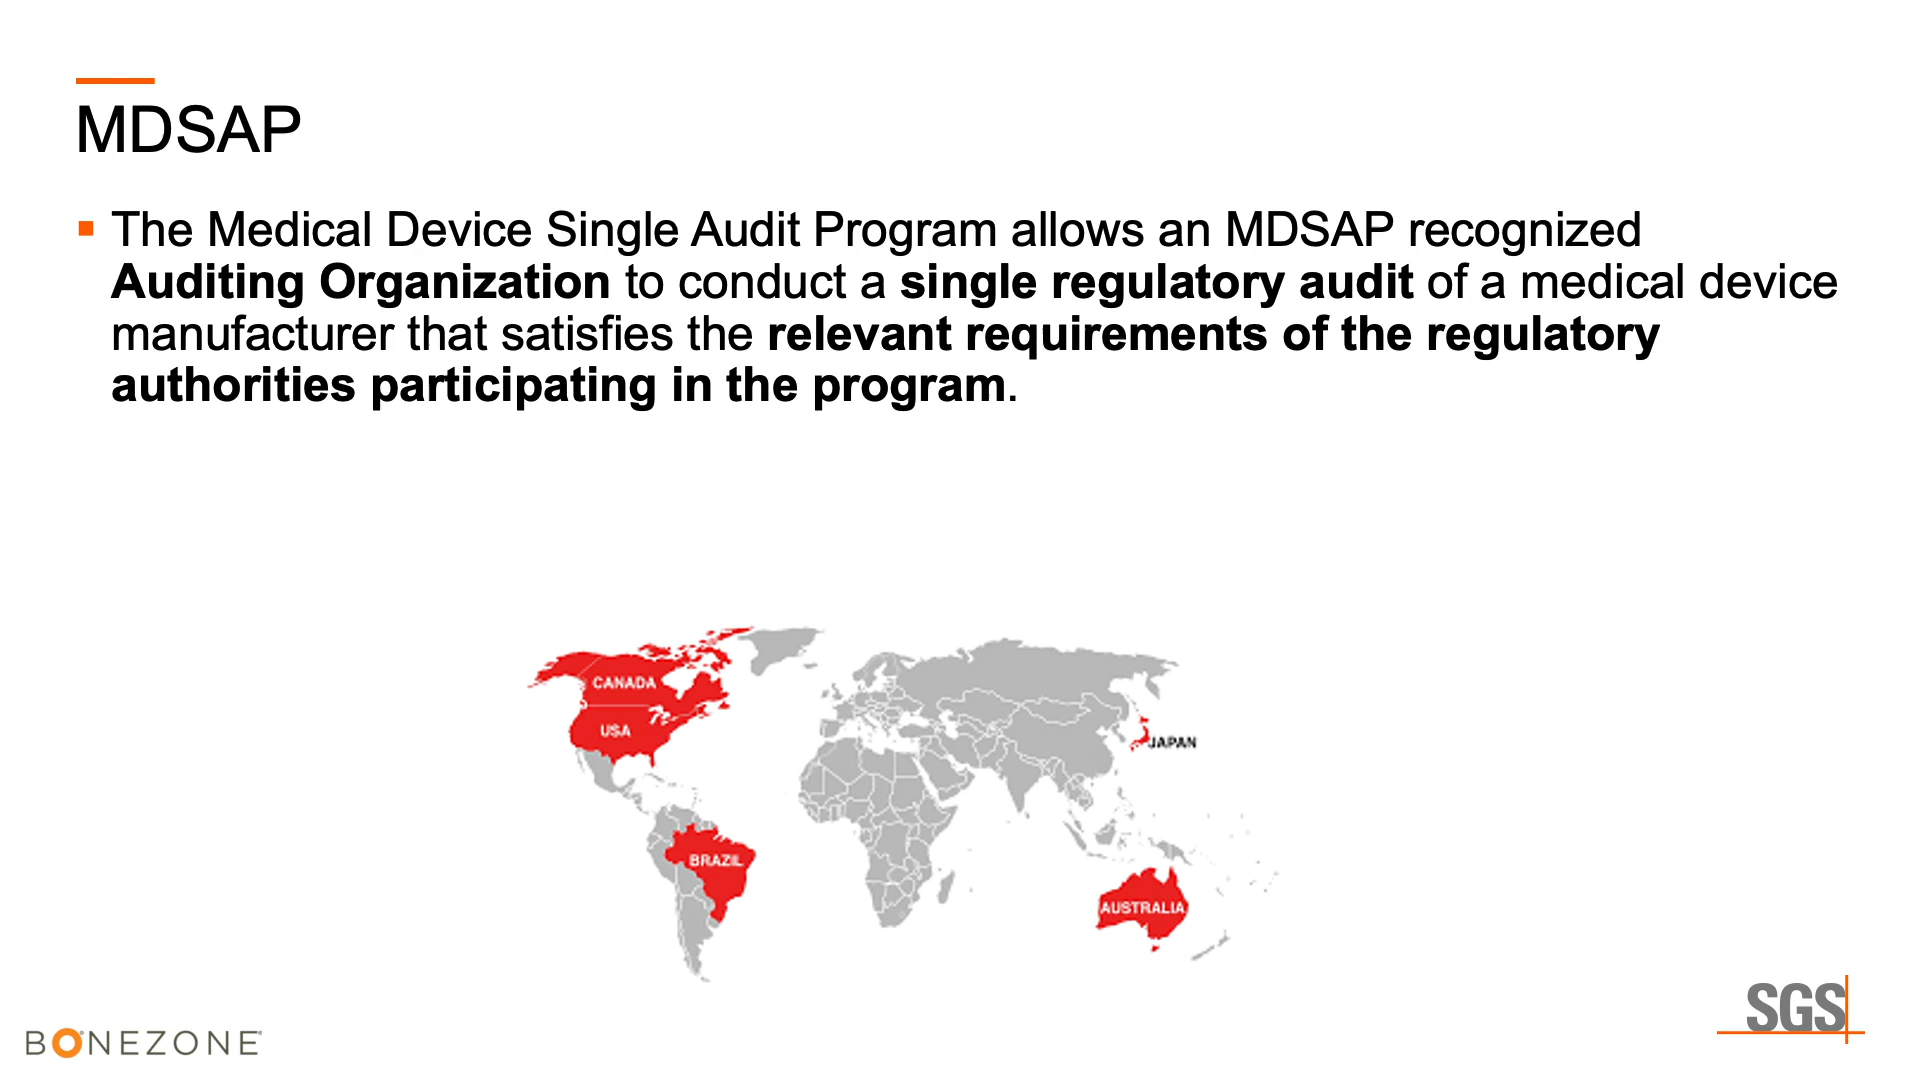 MDSAP
▪ The Medical Device Single Audit Program allows an MDSAP recognized
Auditing Organization to conduct a single regulatory audit of a medical device
manufacturer that satisfies the relevant requirements of the regulatory
authorities participating in the program.
CANADA
USA
JAPAN
BRAZIL
AUSTRALIA
SGS
BONEZONE